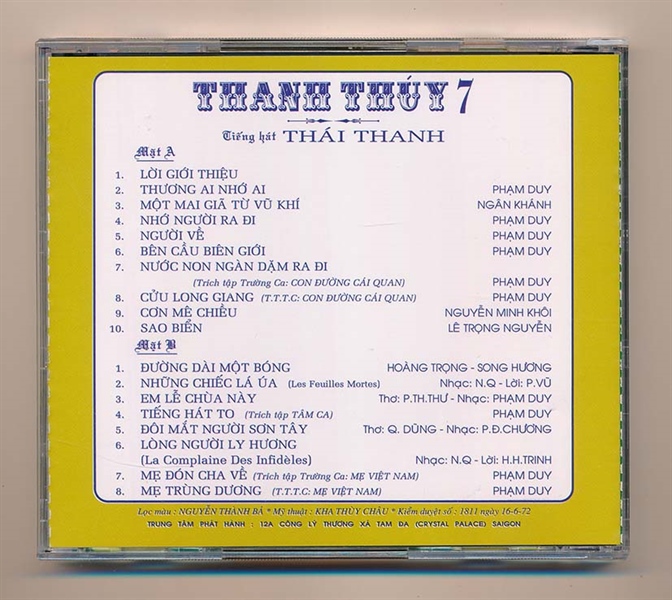 THANH THÚY 7
Tiếng hát THÁI THANH
Mặt A
1. LỜI GIỚI THIỆU
2. THƯƠNG AI NHỚ AI PHẠM DUY
3. MỘT MAI GIÃ TỪ VŨ KHÍ NGÂN KHÁNH
4. NHỚ NGƯỜI RA ĐI PHẠM DUY
5. NGƯỜI VỀ PHẠM DUY
6. BÊN CẦU BIÊN GIỚI PHẠM DUY
7. NƯỚC NON NGÀN DẶM RA ĐI
(Trích tập Trường Ca: CON ĐƯỜNG CÁI QUAN) PHẠM DUY
8. CỬU LONG GIANG (T.T.T.C: CON ĐƯỜNG CÁI QUAN) PHẠM DUY
9. CƠN MÊ CHIỀU NGUYỄN MINH KHÔI
10. SAO BIỂN LÊ TRỌNG NGUYỄN
Mặt B
1. ĐƯỜNG DÀI MỘT BÓNG HOÀNG TRỌNG - SONG HƯƠNG
2. NHỮNG CHIẾC LÁ ÚA (Les Feuilles Mortes) Nhạc: N.Q - Lời: P.VŨ
3. EM LỄ CHÙA NÀY Thơ: P.TH.THƯ - Nhạc: PHẠM DUY
4. TIẾNG HÁT TO (Trích tập TÂM CA) PHẠM DUY
5. ĐÔI MẮT NGƯỜI SƠN TÂY Thơ: Q. DŨNG - Nhạc: P.Đ.CHƯƠNG
6. LÒNG NGƯỜI LY HƯƠNG
(La Complaine Des Infidèles) Nhạc: N.Q - Lời: H.H.TRINH
7. MẸ ĐÓN CHA VỀ (Trích tập Trường Ca: MẸ VIỆT NAM) PHẠM DUY
8. MẸ TRÙNG DƯƠNG (T.T.T.C: MẸ VIỆT NAM) PHẠM DUY
Lọc màu : NGUYỄN THÀNH BÁ * Mỹ thuật : KHA THÙY CHÂU * Kiểm duyệt số : 1811 ngày 16-6-72
TRUNG TÂM PHÁT HÀNH : 12A CÔNG LÝ THƯƠNG XÁ TAM ĐA (CRYSTAL PALACE) SAIGON